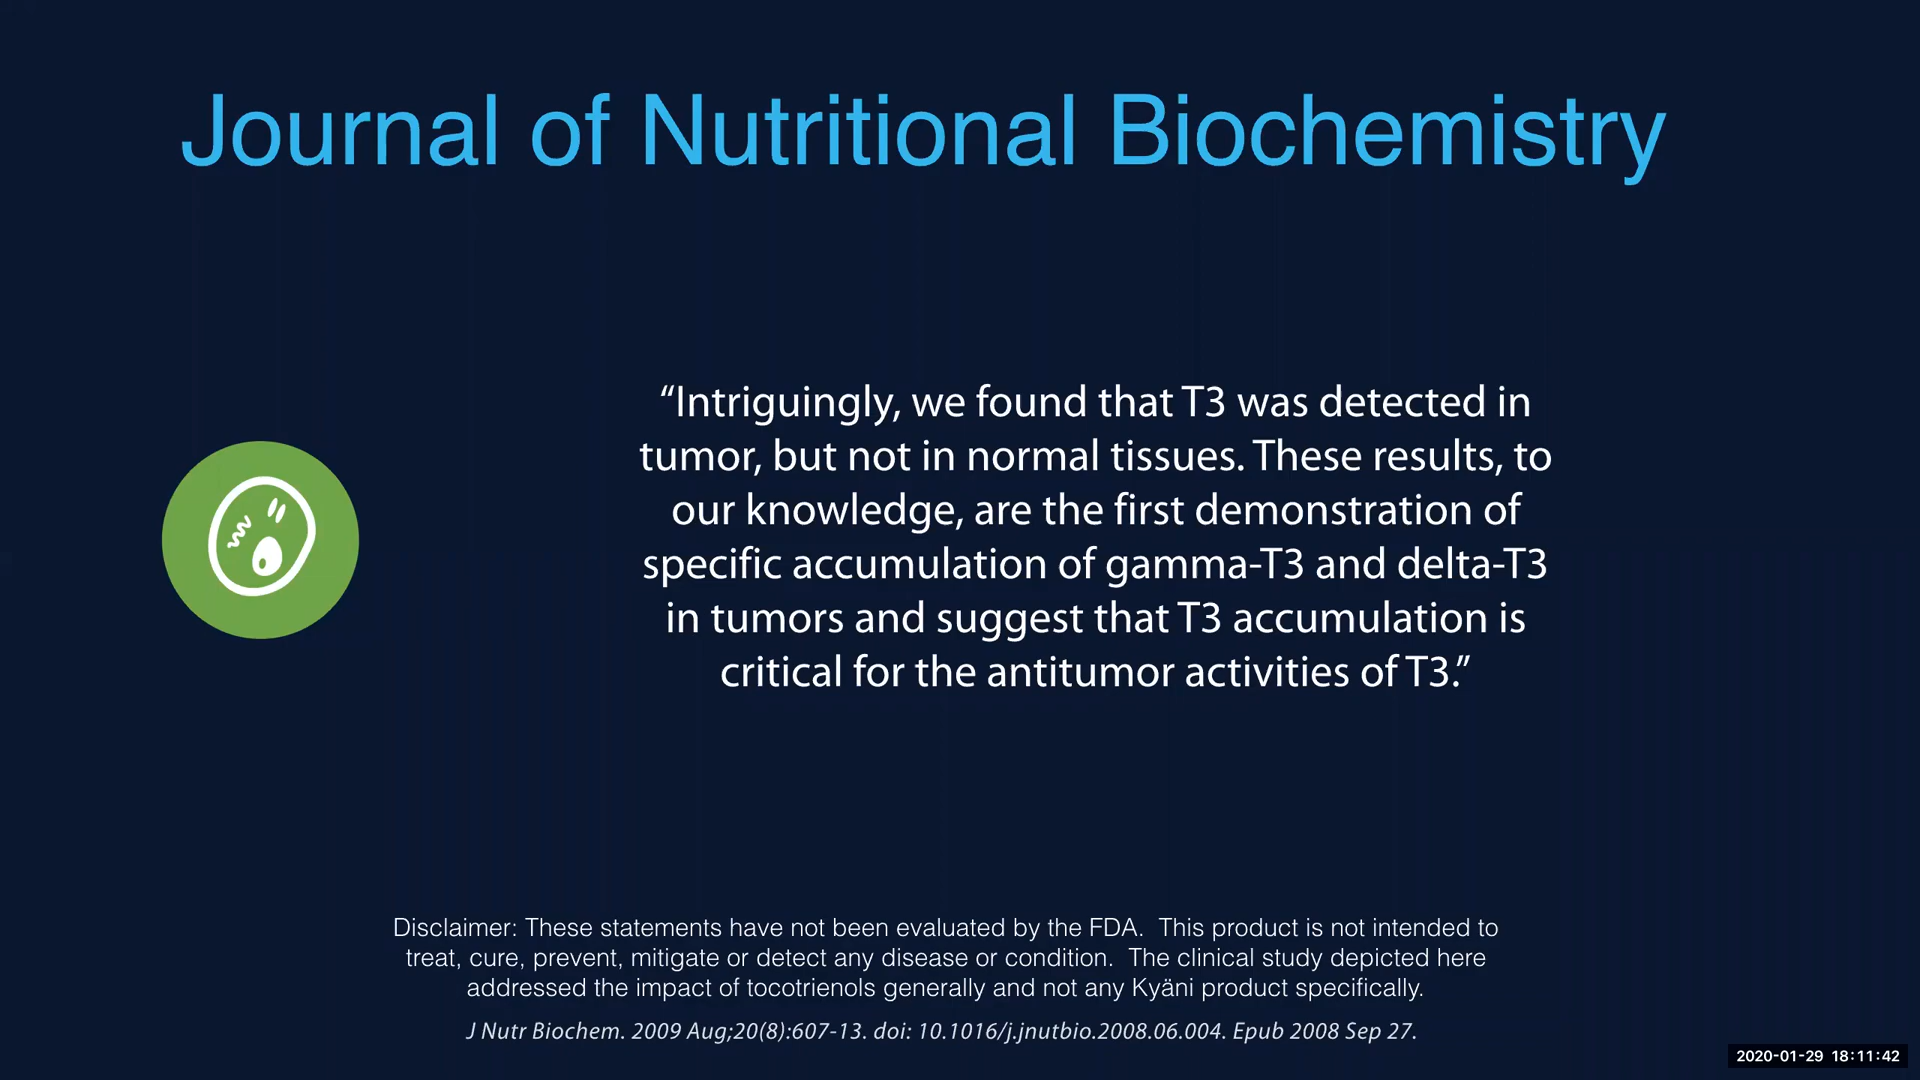 Journal of Nutritional Biochemistry
“Intriguingly, we found that T3 was detected in
tumor, but not in normal tissues. These results, to
our knowledge, are the first demonstration of
specific accumulation of gamma-T3 and delta-T3
in tumors and suggest that T3 accumulation is
critical for the antitumor activities of T3.”
Disclaimer: These statements have not been evaluated by the FDA.  This product is not intended to
treat, cure, prevent, mitigate or detect any disease or condition.  The clinical study depicted here
addressed the impact of tocotrienols generally and not any Kyäni product specifically.
J Nutr Biochem. 2009 Aug;20(8):607-13. doi: 10.1016/j.jnutbio.2008.06.004. Epub 2008 Sep 27.
2020-01-29 18:11:42